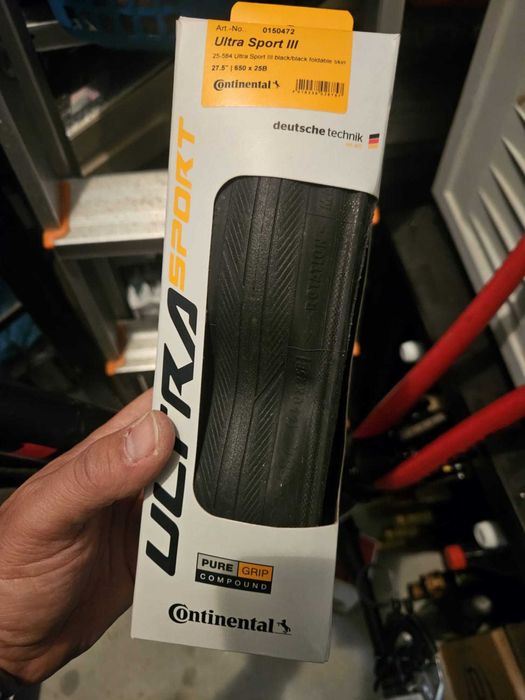 Art.-No. 0150472
Ultra Sport III
25-584 Ultra Sport III black/black foldable skin
27.5" | 650 x 25B
Continental
deutsche technik
ULTRA SPORT
ROTATION
PURE GRIP
COMPOUND
Continental